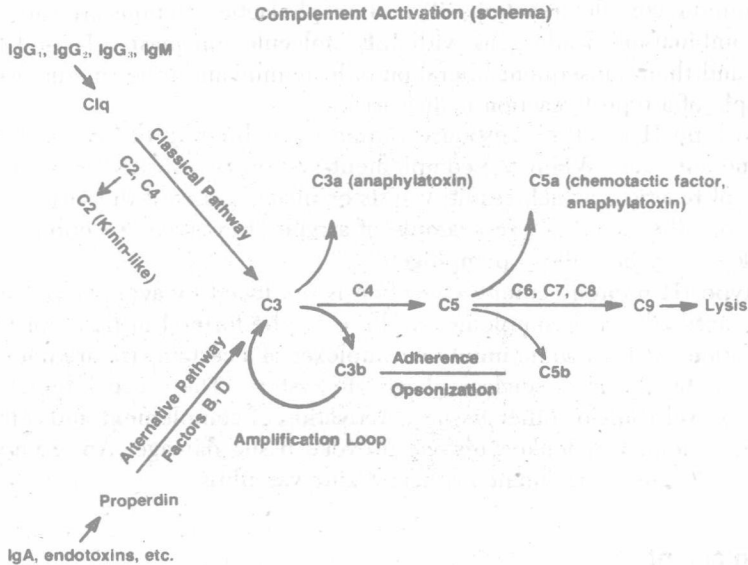 Complement Activation (schema)
IgG₁, IgG₂, IgG₃, IgM
Clq
Classical Pathway
C2, C4
C2 (Kinin-like)
C3a (anaphylatoxin)
C5a (chemotactic factor,
anaphylatoxin)
C3
C4
C5
C6, C7, C8
C9
Lysis
C3b
Adherence
Opsonization
C5b
Amplification Loop
Alternative Pathway
Factors B, D
Properdin
IgA, endotoxins, etc.